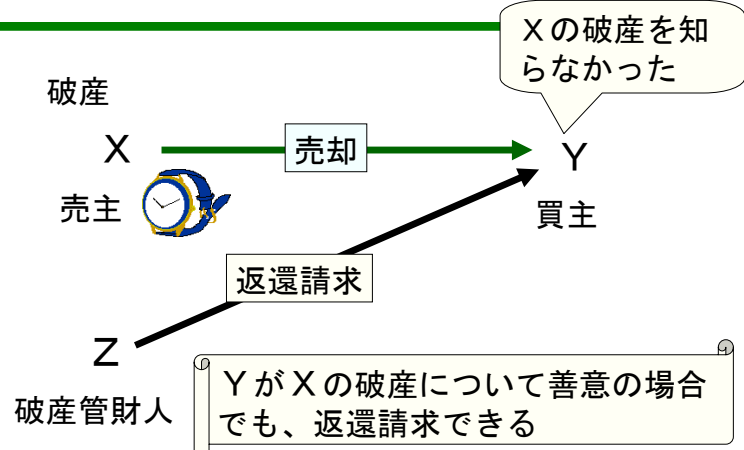 Xの破産を知
らなかった
破産
X
売却
Y
売主
買主
返還請求
Z
破産管財人
YがXの破産について善意の場合
でも、返還請求できる